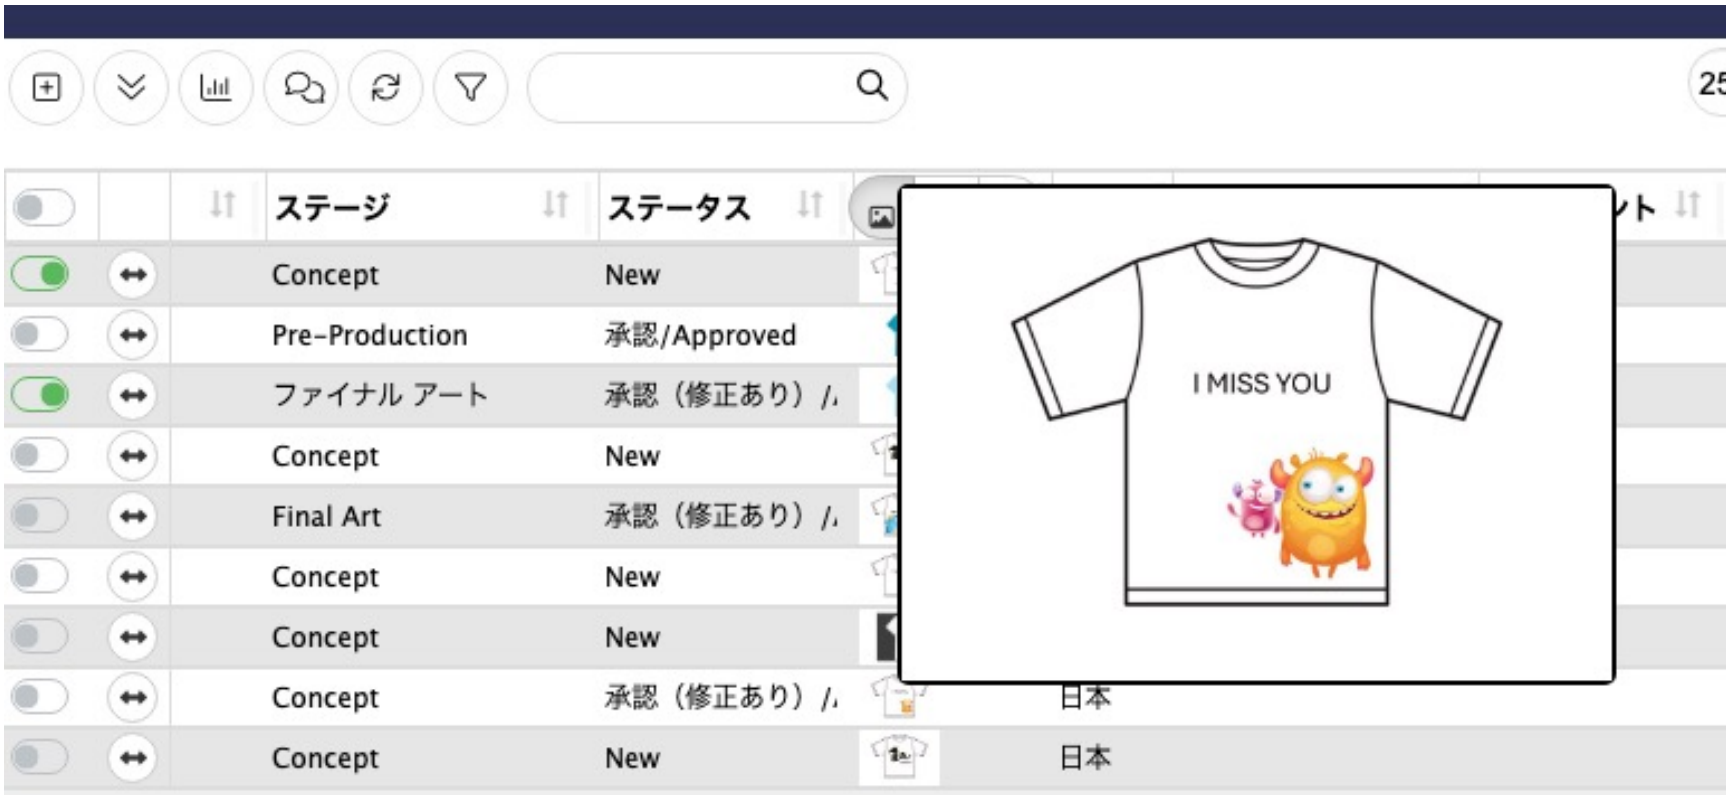 25
ステージ ステータス ント
Concept New
Pre-Production 承認/Approved
ファイナル アート 承認（修正あり）/
Concept New
Final Art 承認（修正あり）/
Concept New
Concept New
Concept 承認（修正あり）/ 日本
Concept New 日本
I MISS YOU